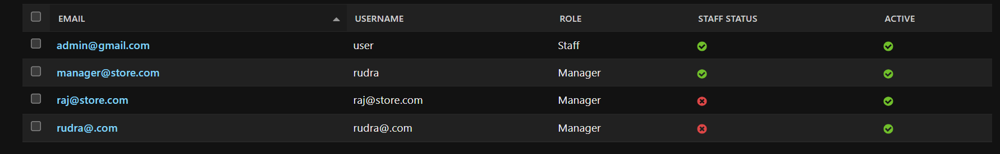 EMAIL USERNAME ROLE STAFF STATUS ACTIVE
admin@gmail.com user Staff
manager@store.com rudra Manager
raj@store.com raj@store.com Manager
rudra@.com rudra@.com Manager